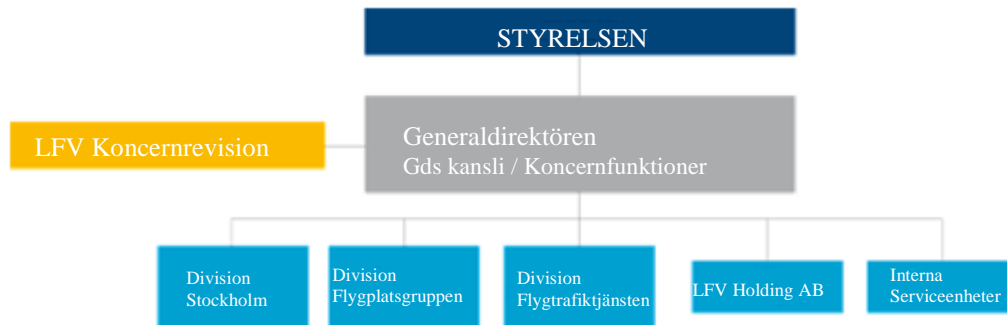 STYRELSEN
LFV Koncernrevision
Generaldirektören
Gds kansli / Koncernfunktioner
Division
Stockholm
Division
Flygplatsgruppen
Division
Flygtrafiktjänsten
LFV Holding AB
Interna
Serviceenheter